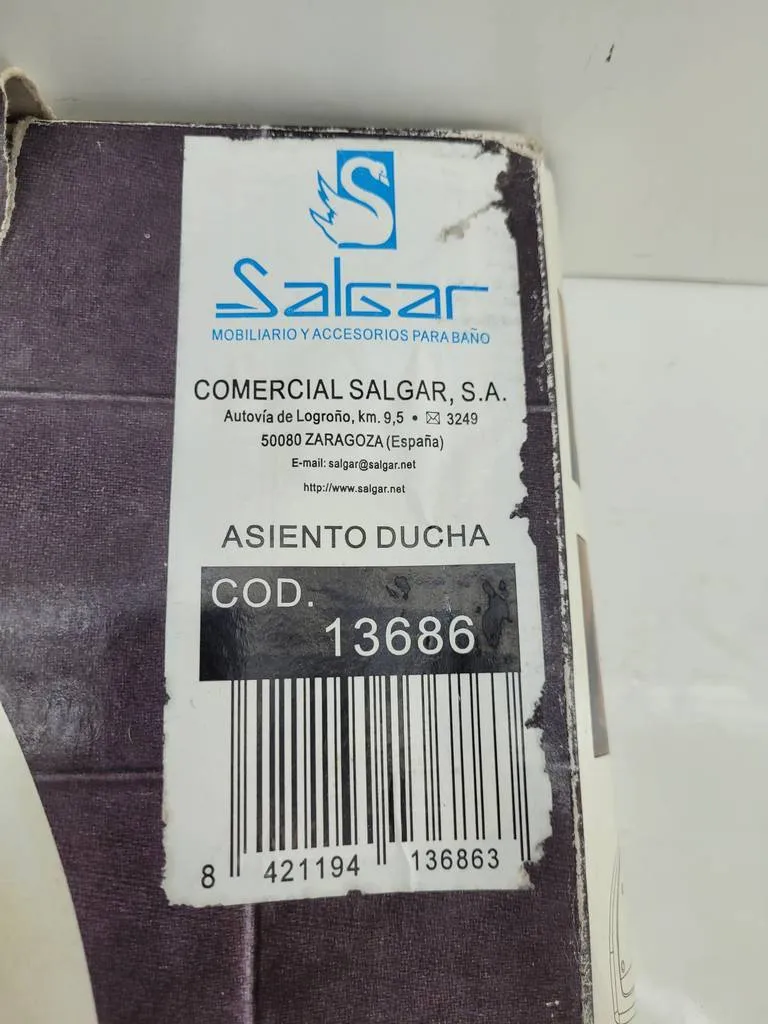 Salgar
MOBILIARIO Y ACCESORIOS PARA BAÑO
COMERCIAL SALGAR, S.A.
Autovía de Logroño, km. 9,5 • ✉ 3249
50080 ZARAGOZA (España)
E-mail: salgar@salgar.net
http://www.salgar.net
ASIENTO DUCHA
COD.
13686
8 421194 136863